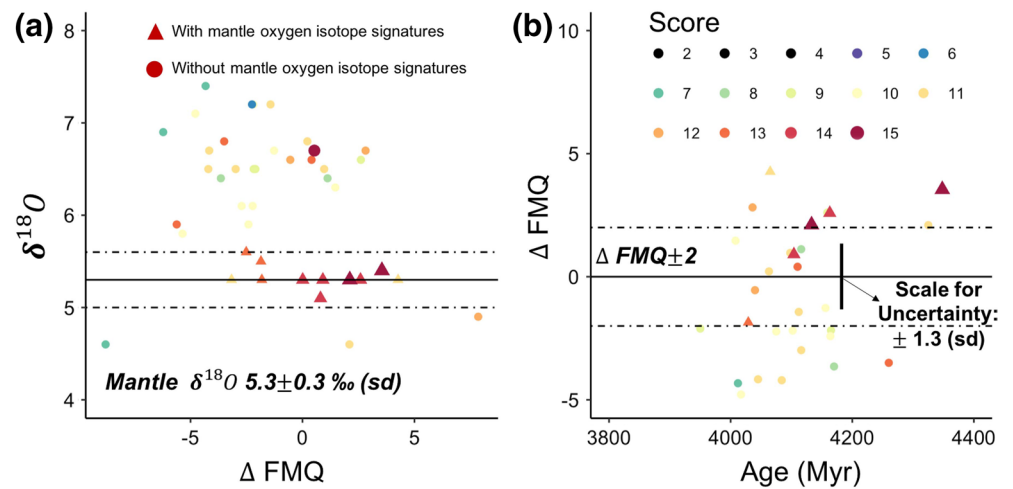 (a)
8
7
6
5
4
δ¹⁸O
With mantle oxygen isotope signatures
Without mantle oxygen isotope signatures
Mantle δ¹⁸O 5.3±0.3 ‰ (sd)
-5
0
5
Δ FMQ
(b)
10
5
0
-5
Δ FMQ
Score
2 3 4 5 6
7 8 9 10 11
12 13 14 15
Δ FMQ±2
Scale for
Uncertainty:
± 1.3 (sd)
3800
4000
4200
4400
Age (Myr)